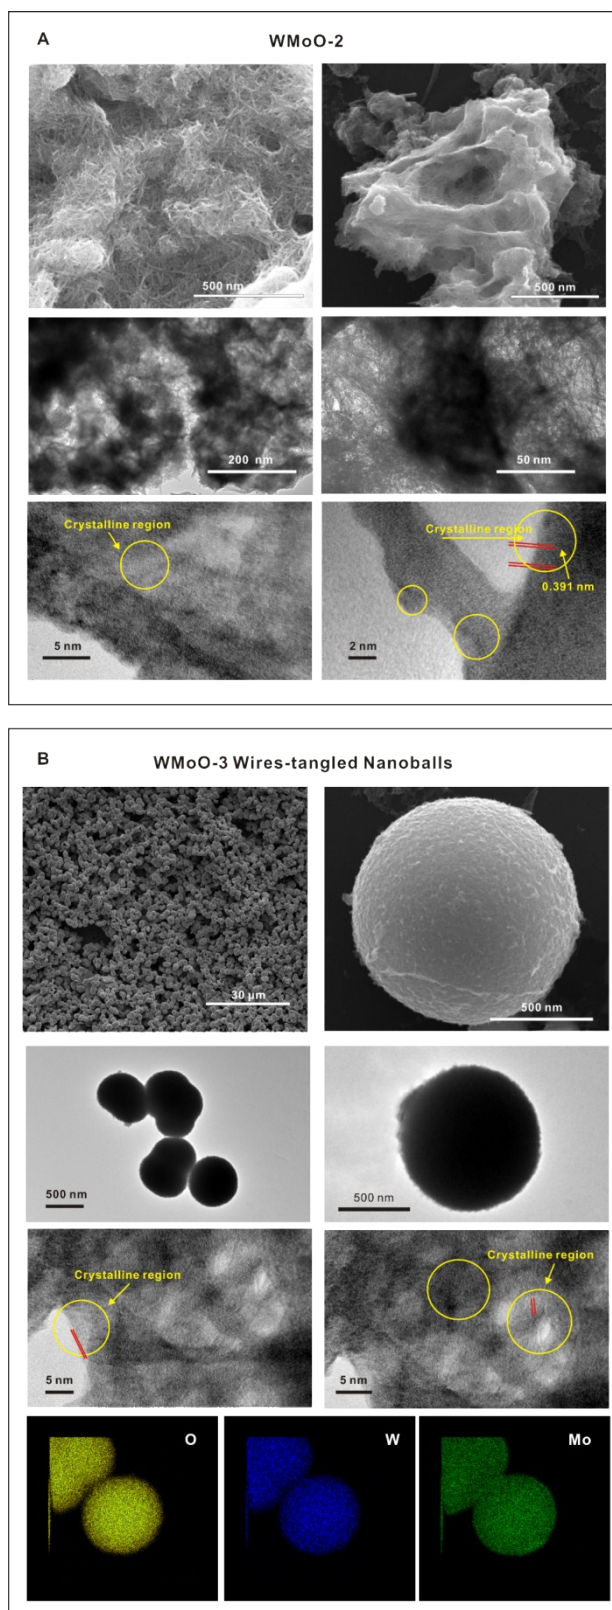 A
WMoO-2
500 nm
500 nm
200 nm
50 nm
Crystalline region
5 nm
Crystalline region
0.391 nm
2 nm
B
WMoO-3 Wires-tangled Nanoballs
30 μm
500 nm
500 nm
500 nm
Crystalline region
5 nm
Crystalline region
5 nm
O
W
Mo